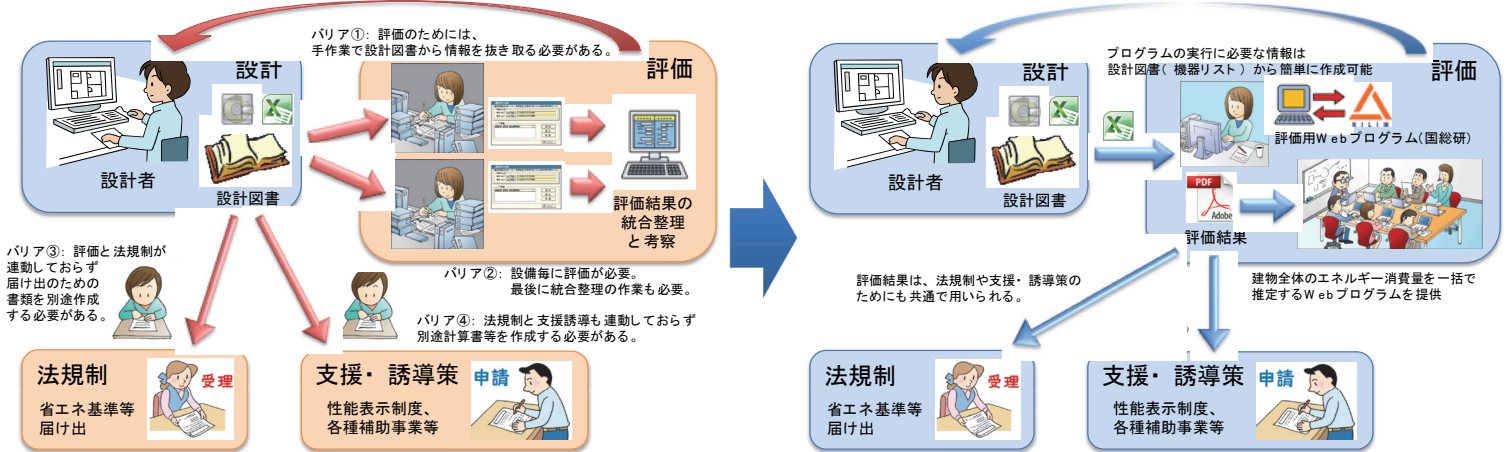 バリア①: 評価のためには、
手作業で設計図書から情報を抜き取る必要がある。
設計
評価
設計者
設計図書
評価結果の
統合整理
と考察
バリア③: 評価と法規制が
連動しておらず
届け出のための
書類を別途作成
する必要がある。
バリア②: 設備毎に評価が必要。
最後に統合整理の作業も必要。
バリア④: 法規制と支援誘導も連動しておらず
別途計算書等を作成する必要がある。
法規制
受理
省エネ基準等
届け出
支援・誘導策
申請
性能表示制度、
各種補助事業等
プログラムの実行に必要な情報は
設計図書(機器リスト)から簡単に作成可能
設計
評価
設計者
設計図書
NILIM
評価用Webプログラム(国総研)
PDF
Adobe
評価結果
評価結果は、法規制や支援・誘導策の
ためにも共通で用いられる。
建物全体のエネルギー消費量を一括で
推定するWebプログラムを提供
法規制
受理
省エネ基準等
届け出
支援・誘導策
申請
性能表示制度、
各種補助事業等